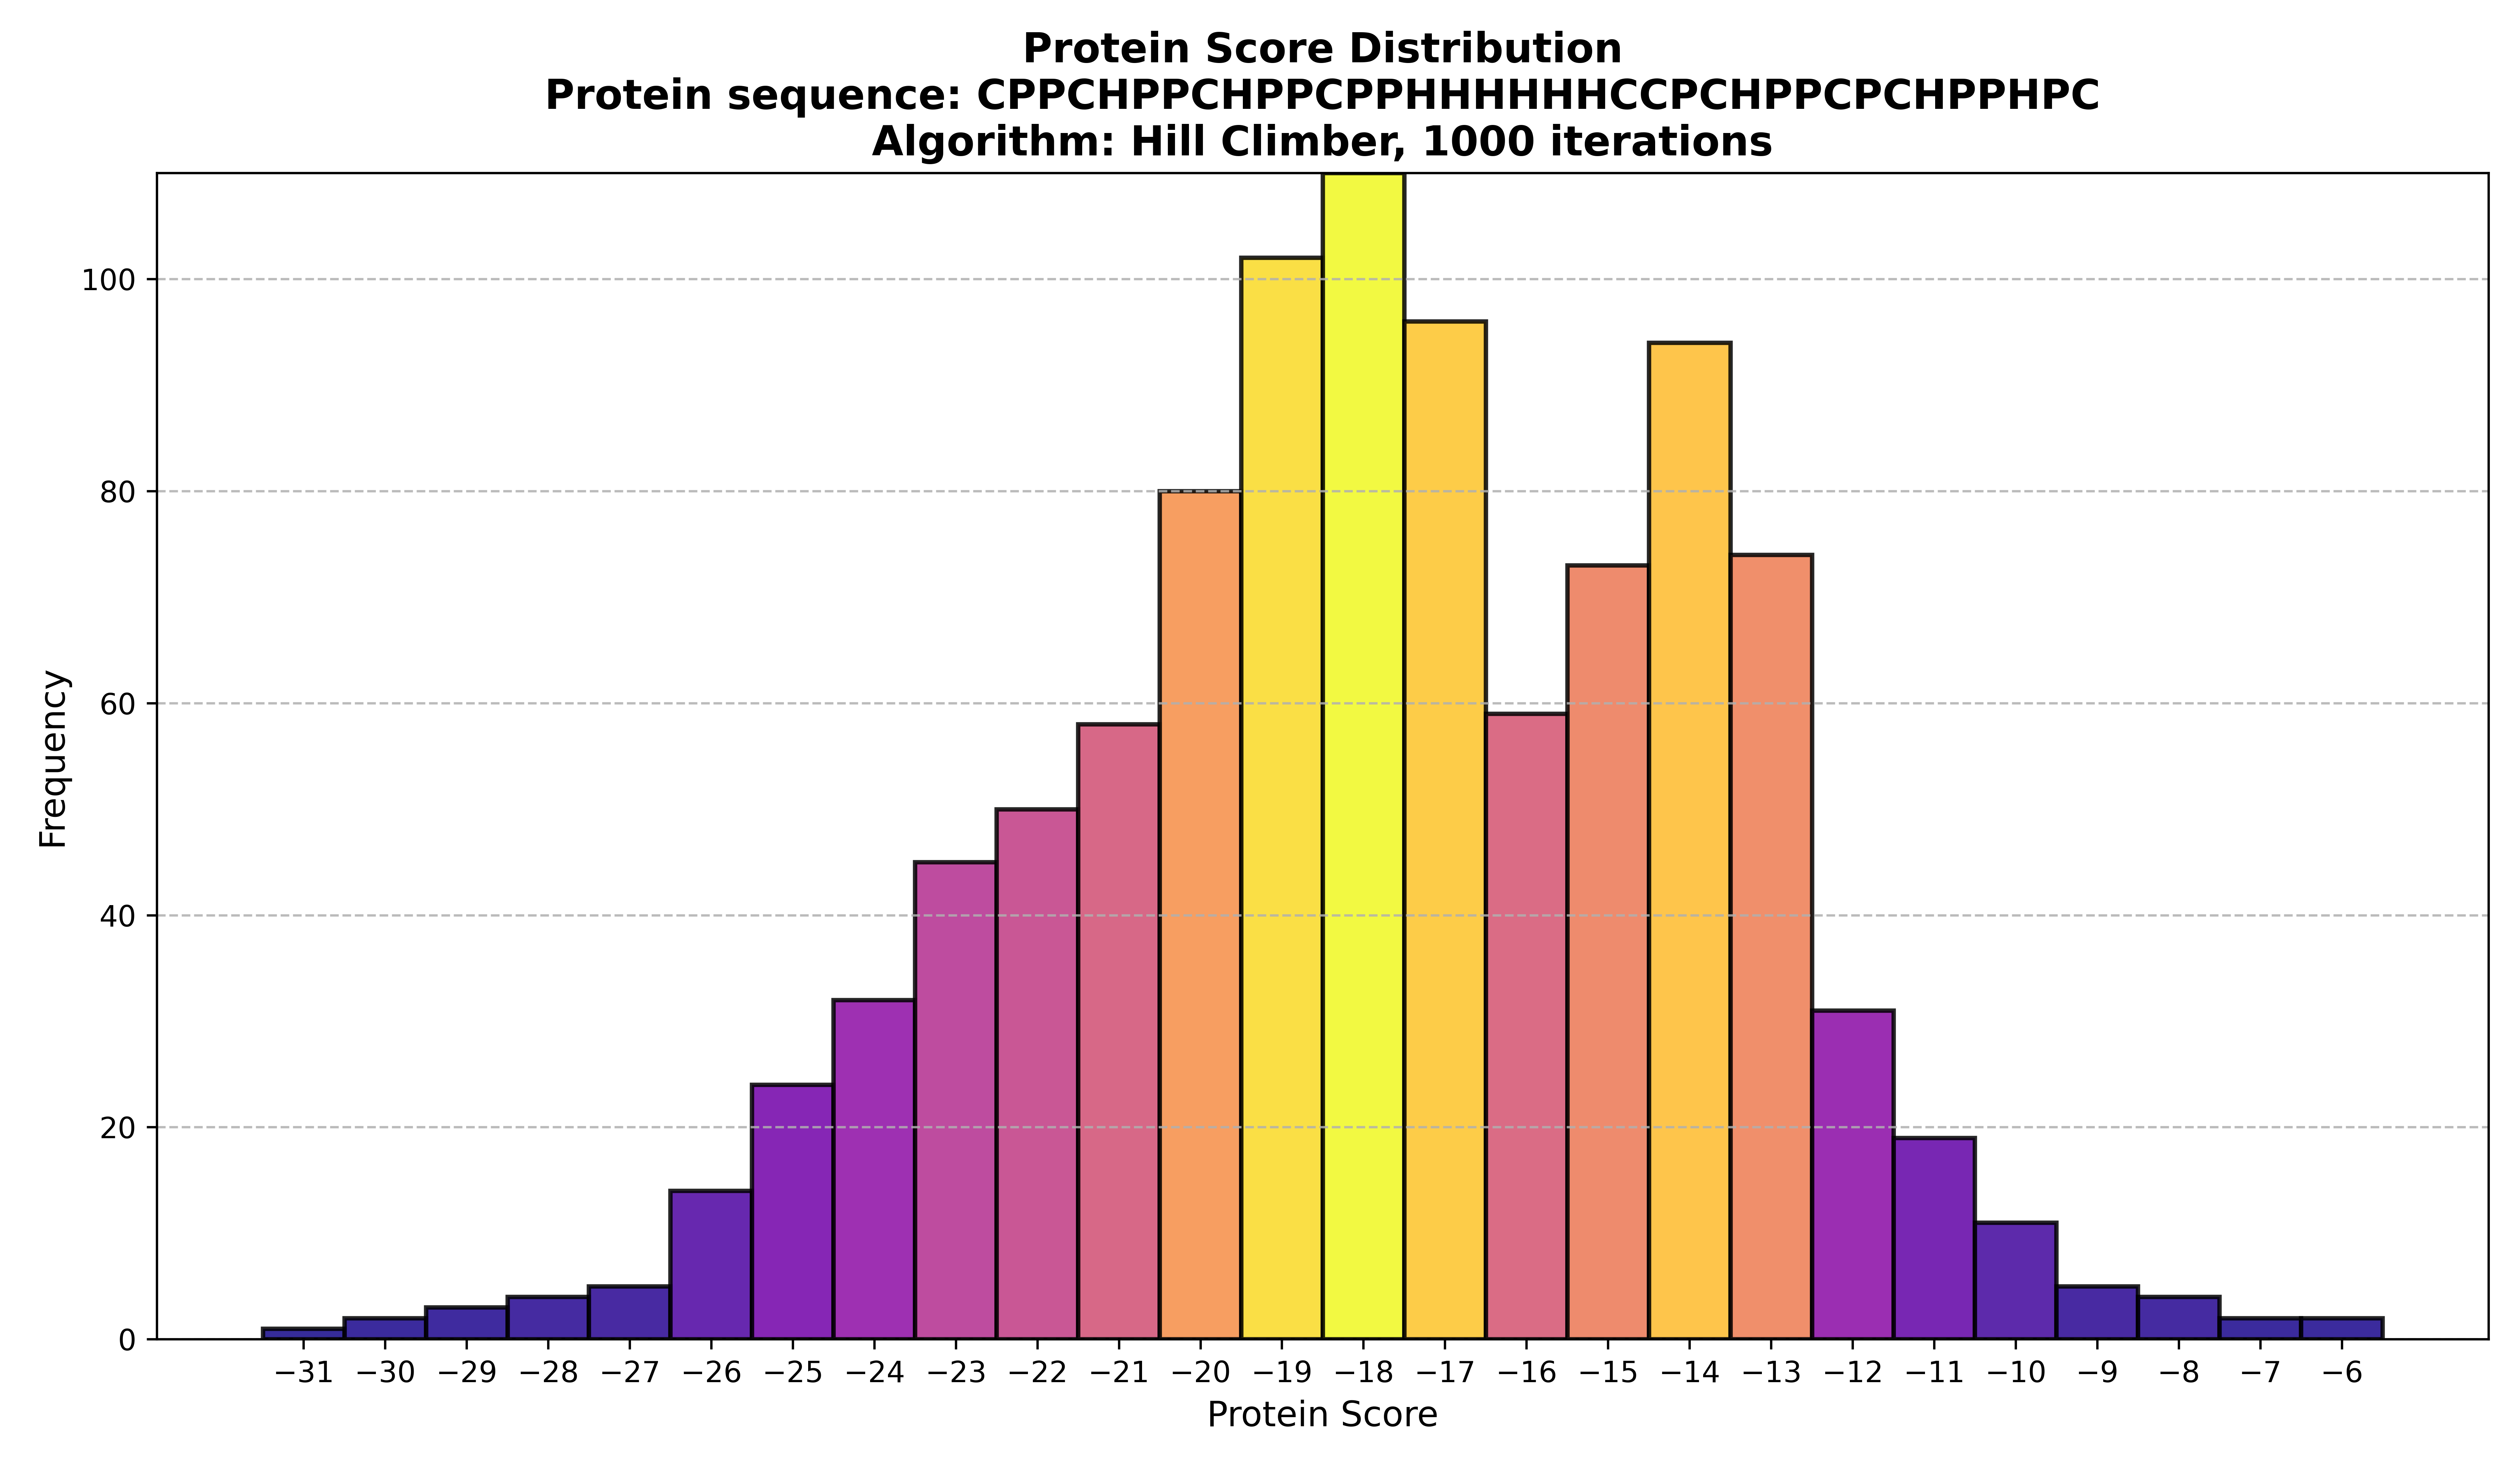 Protein Score Distribution
Protein sequence: CPPCHPPCHPPCPPHHHHHHHCCPCHPPCPCHPPHPC
Algorithm: Hill Climber, 1000 iterations
Frequency
100
80
60
40
20
0
−31 −30 −29 −28 −27 −26 −25 −24 −23 −22 −21 −20 −19 −18 −17 −16 −15 −14 −13 −12 −11 −10 −9 −8 −7 −6
Protein Score